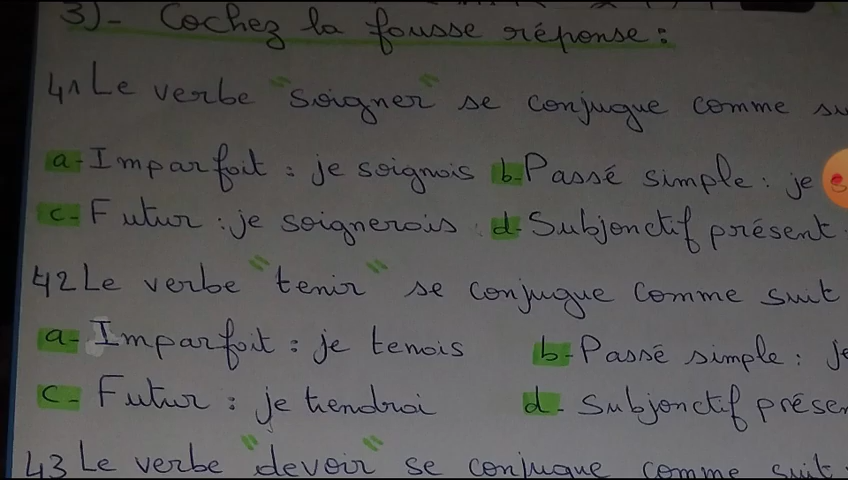 3)- Cochez la fausse réponse :
41 Le verbe "soigner" se conjugue comme
a- Imparfait : je soignais b- Passé simple : je
c- Futur : je soignerais d- Subjonctif présent
42 Le verbe "tenir" se conjugue comme suit
a- Imparfait : je tenais b- Passé simple : je
c- Futur : je tiendrai d- Subjonctif
43 Le verbe "devoir" se conjugue comme suit